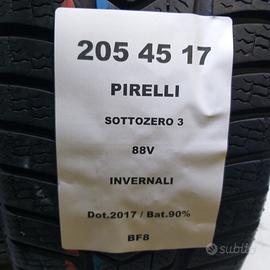 205 45 17
PIRELLI
SOTTOZERO 3
88V
INVERNALI
Dot.2017 / Bat.90%
BF8
subito